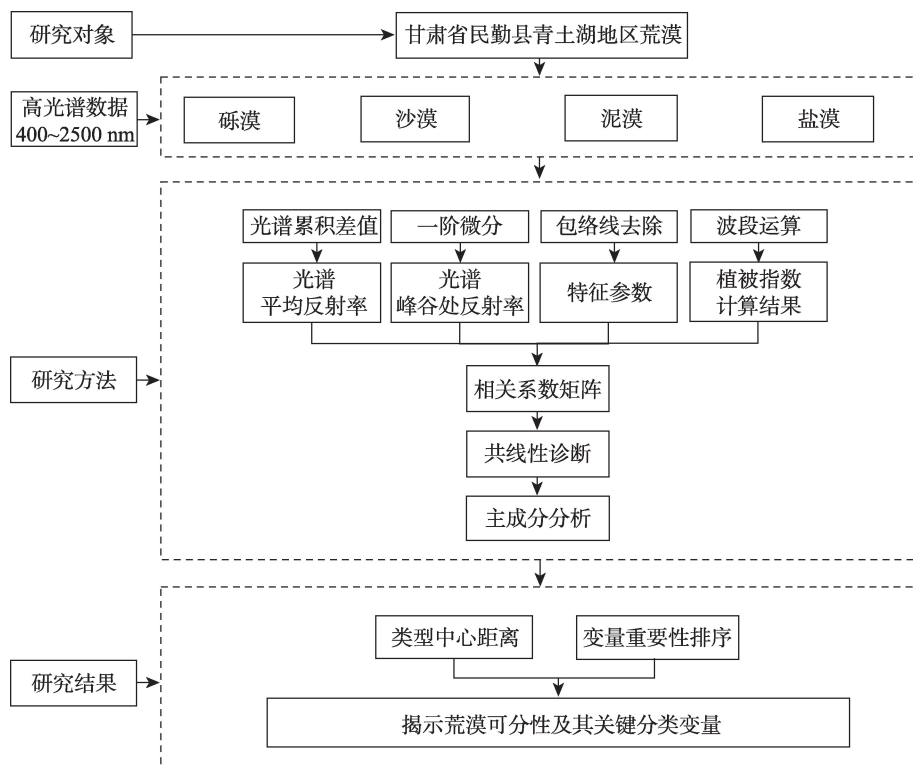 研究对象
甘肃省民勤县青土湖地区荒漠
高光谱数据
400~2500 nm
砾漠
沙漠
泥漠
盐漠
光谱累积差值
一阶微分
包络线去除
波段运算
光谱
平均反射率
光谱
峰谷处反射率
特征参数
植被指数
计算结果
研究方法
相关系数矩阵
共线性诊断
主成分分析
类型中心距离
变量重要性排序
研究结果
揭示荒漠可分性及其关键分类变量